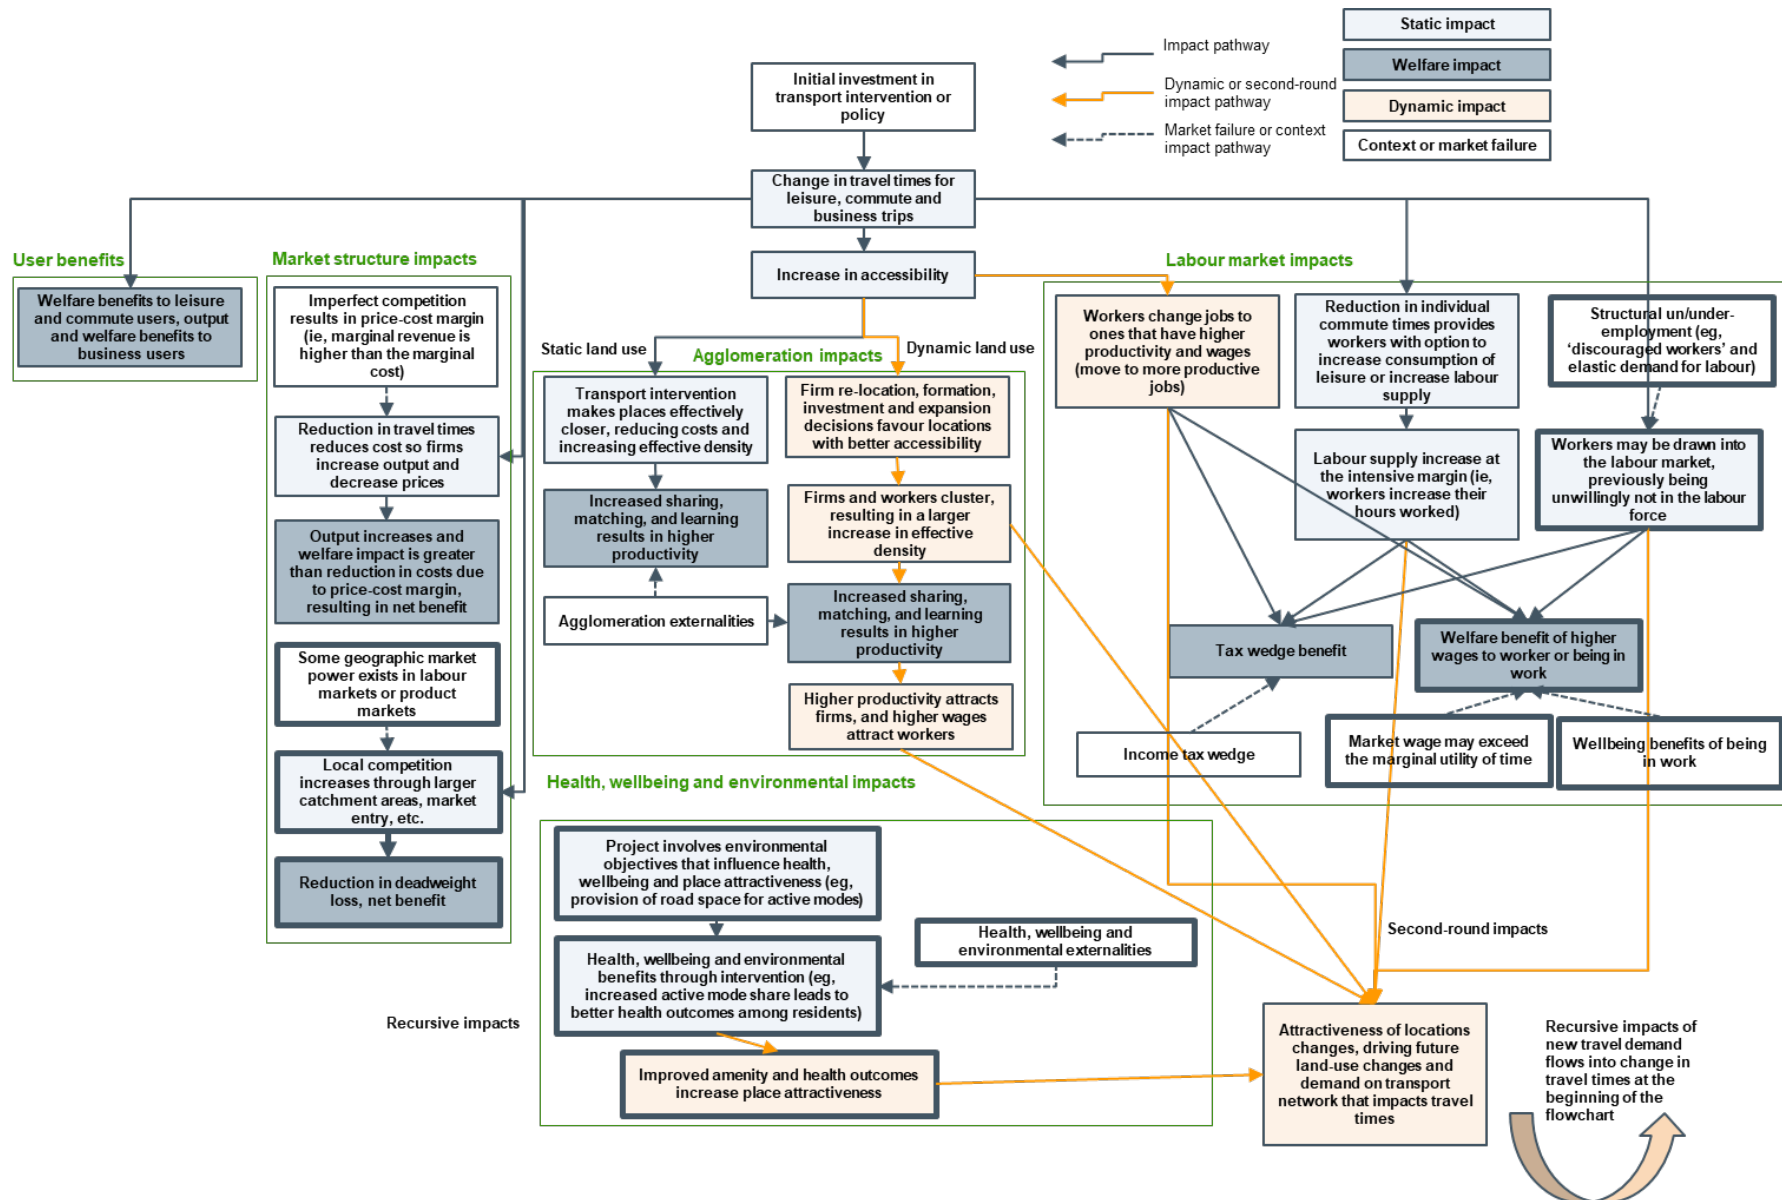 Static impact
Impact pathway
Welfare impact
Initial investment in
transport intervention or
policy
Dynamic or second-round
impact pathway
Dynamic impact
Market failure or context
impact pathway
Context or market failure
Change in travel times for
leisure, commute and
business trips
User benefits
Welfare benefits to leisure
and commute users, output
and welfare benefits to
business users
Market structure impacts
Imperfect competition
results in price-cost margin
(ie, marginal revenue is
higher than the marginal
cost)
Reduction in travel times
reduces cost so firms
increase output and
decrease prices
Output increases and
welfare impact is greater
than reduction in costs due
to price-cost margin,
resulting in net benefit
Some geographic market
power exists in labour
markets or product
markets
Local competition
increases through larger
catchment areas, market
entry, etc.
Reduction in deadweight
loss, net benefit
Increase in accessibility
Static land use
Dynamic land use
Agglomeration impacts
Transport intervention
makes places effectively
closer, reducing costs and
increasing effective density
Increased sharing,
matching, and learning
results in higher
productivity
Agglomeration externalities
Firm re-location, formation,
investment and expansion
decisions favour locations
with better accessibility
Firms and workers cluster,
resulting in a larger
increase in effective
density
Increased sharing,
matching, and learning
results in higher
productivity
Higher productivity attracts
firms, and higher wages
attract workers
Labour market impacts
Workers change jobs to
ones that have higher
productivity and wages
(move to more productive
jobs)
Reduction in individual
commute times provides
workers with option to
increase consumption of
leisure or increase labour
supply
Structural un/under-
employment (eg,
‘discouraged workers’ and
elastic demand for labour)
Labour supply increase at
the intensive margin (ie,
workers increase their
hours worked)
Workers may be drawn into
the labour market,
previously being
unwillingly not in the labour
force
Tax wedge benefit
Welfare benefit of higher
wages to worker or being in
work
Income tax wedge
Market wage may exceed
the marginal utility of time
Wellbeing benefits of being
in work
Health, wellbeing and environmental impacts
Project involves environmental
objectives that influence health,
wellbeing and place attractiveness (eg,
provision of road space for active modes)
Health, wellbeing and environmental
benefits through intervention (eg,
increased active mode share leads to
better health outcomes among residents)
Health, wellbeing and
environmental externalities
Improved amenity and health outcomes
increase place attractiveness
Recursive impacts
Second-round impacts
Attractiveness of locations
changes, driving future
land-use changes and
demand on transport
network that impacts travel
times
Recursive impacts of
new travel demand
flows into change in
travel times at the
beginning of the
flowchart